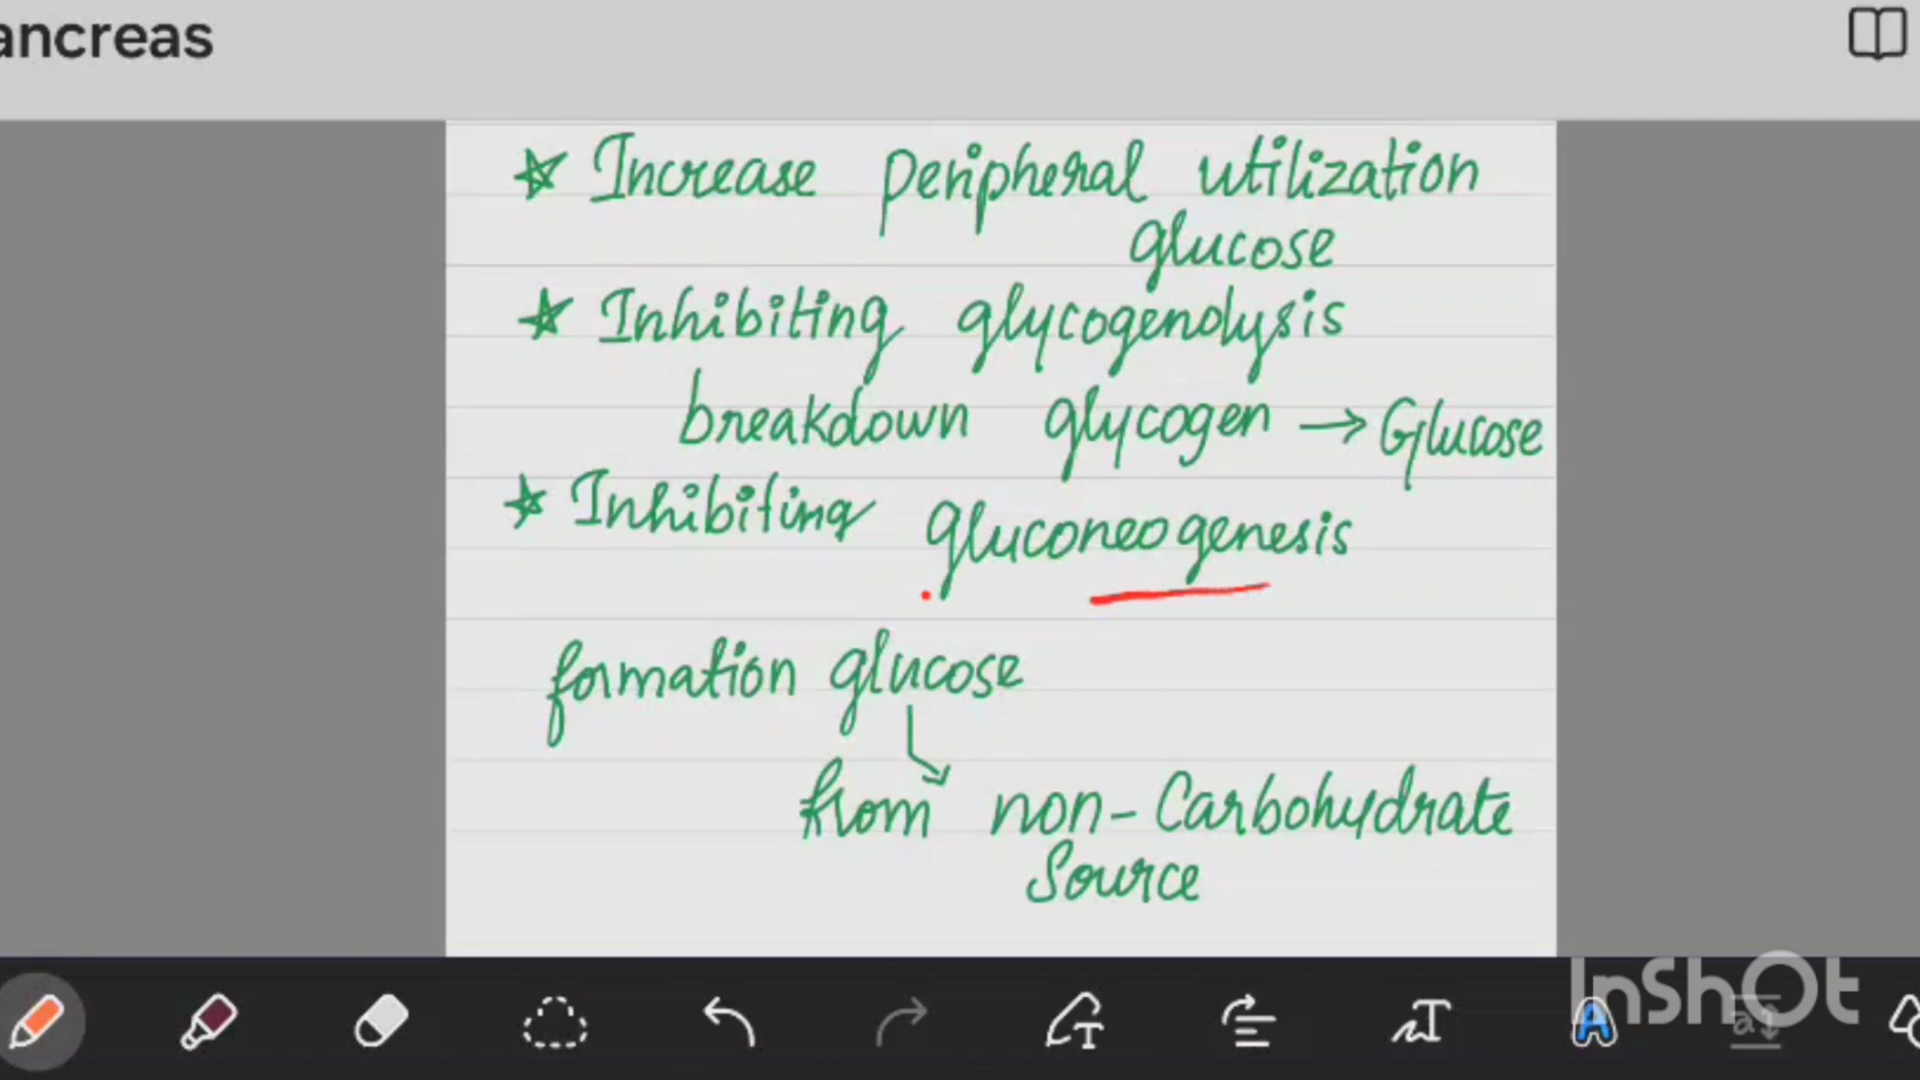 ancreas
☆ Increase peripheral utilization
glucose
☆ Inhibiting glycogenolysis
breakdown glycogen → Glucose
☆ Inhibiting gluconeogenesis
formation glucose
from non-Carbohydrate
Source
InShOt